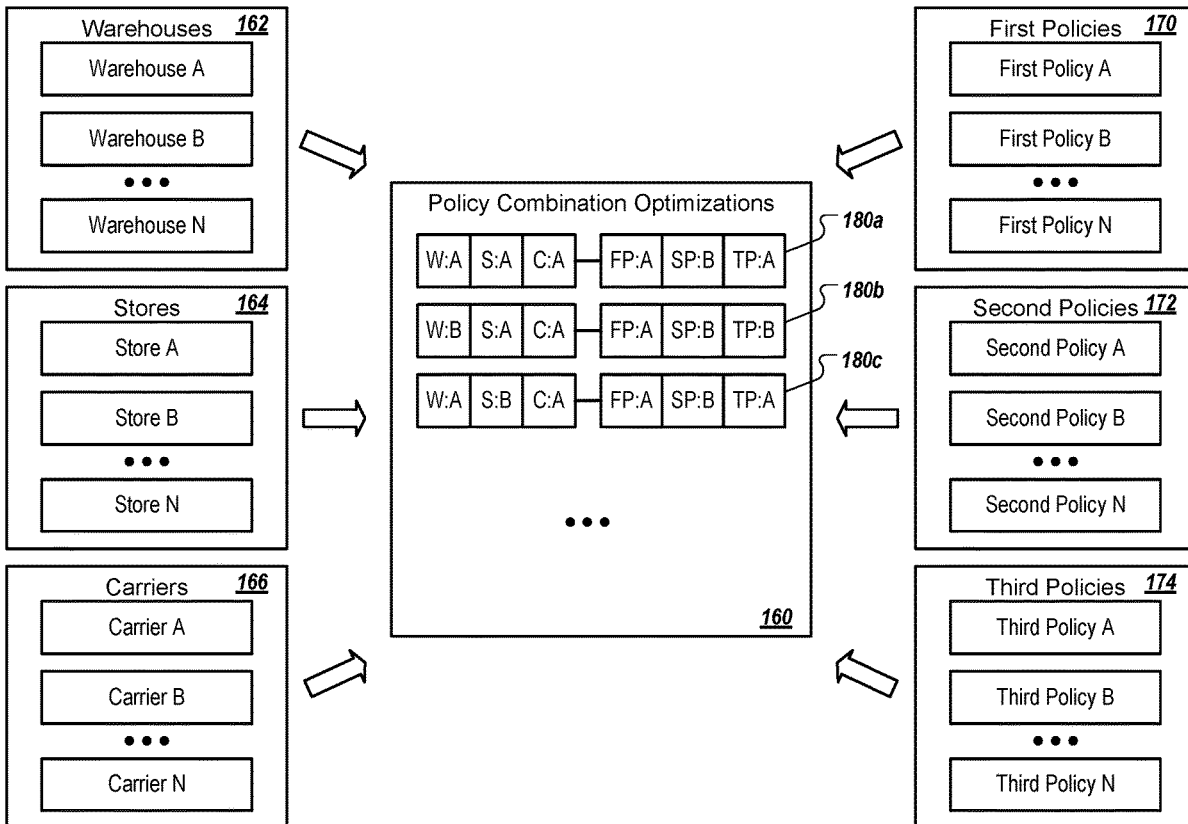 Warehouses 162
Warehouse A
Warehouse B
•••
Warehouse N
Stores 164
Store A
Store B
•••
Store N
Carriers 166
Carrier A
Carrier B
•••
Carrier N
Policy Combination Optimizations
W:A S:A C:A FP:A SP:B TP:A 180a
W:B S:A C:A FP:A SP:B TP:B 180b
W:A S:B C:A FP:A SP:B TP:A 180c
•••
160
First Policies 170
First Policy A
First Policy B
•••
First Policy N
Second Policies 172
Second Policy A
Second Policy B
•••
Second Policy N
Third Policies 174
Third Policy A
Third Policy B
•••
Third Policy N